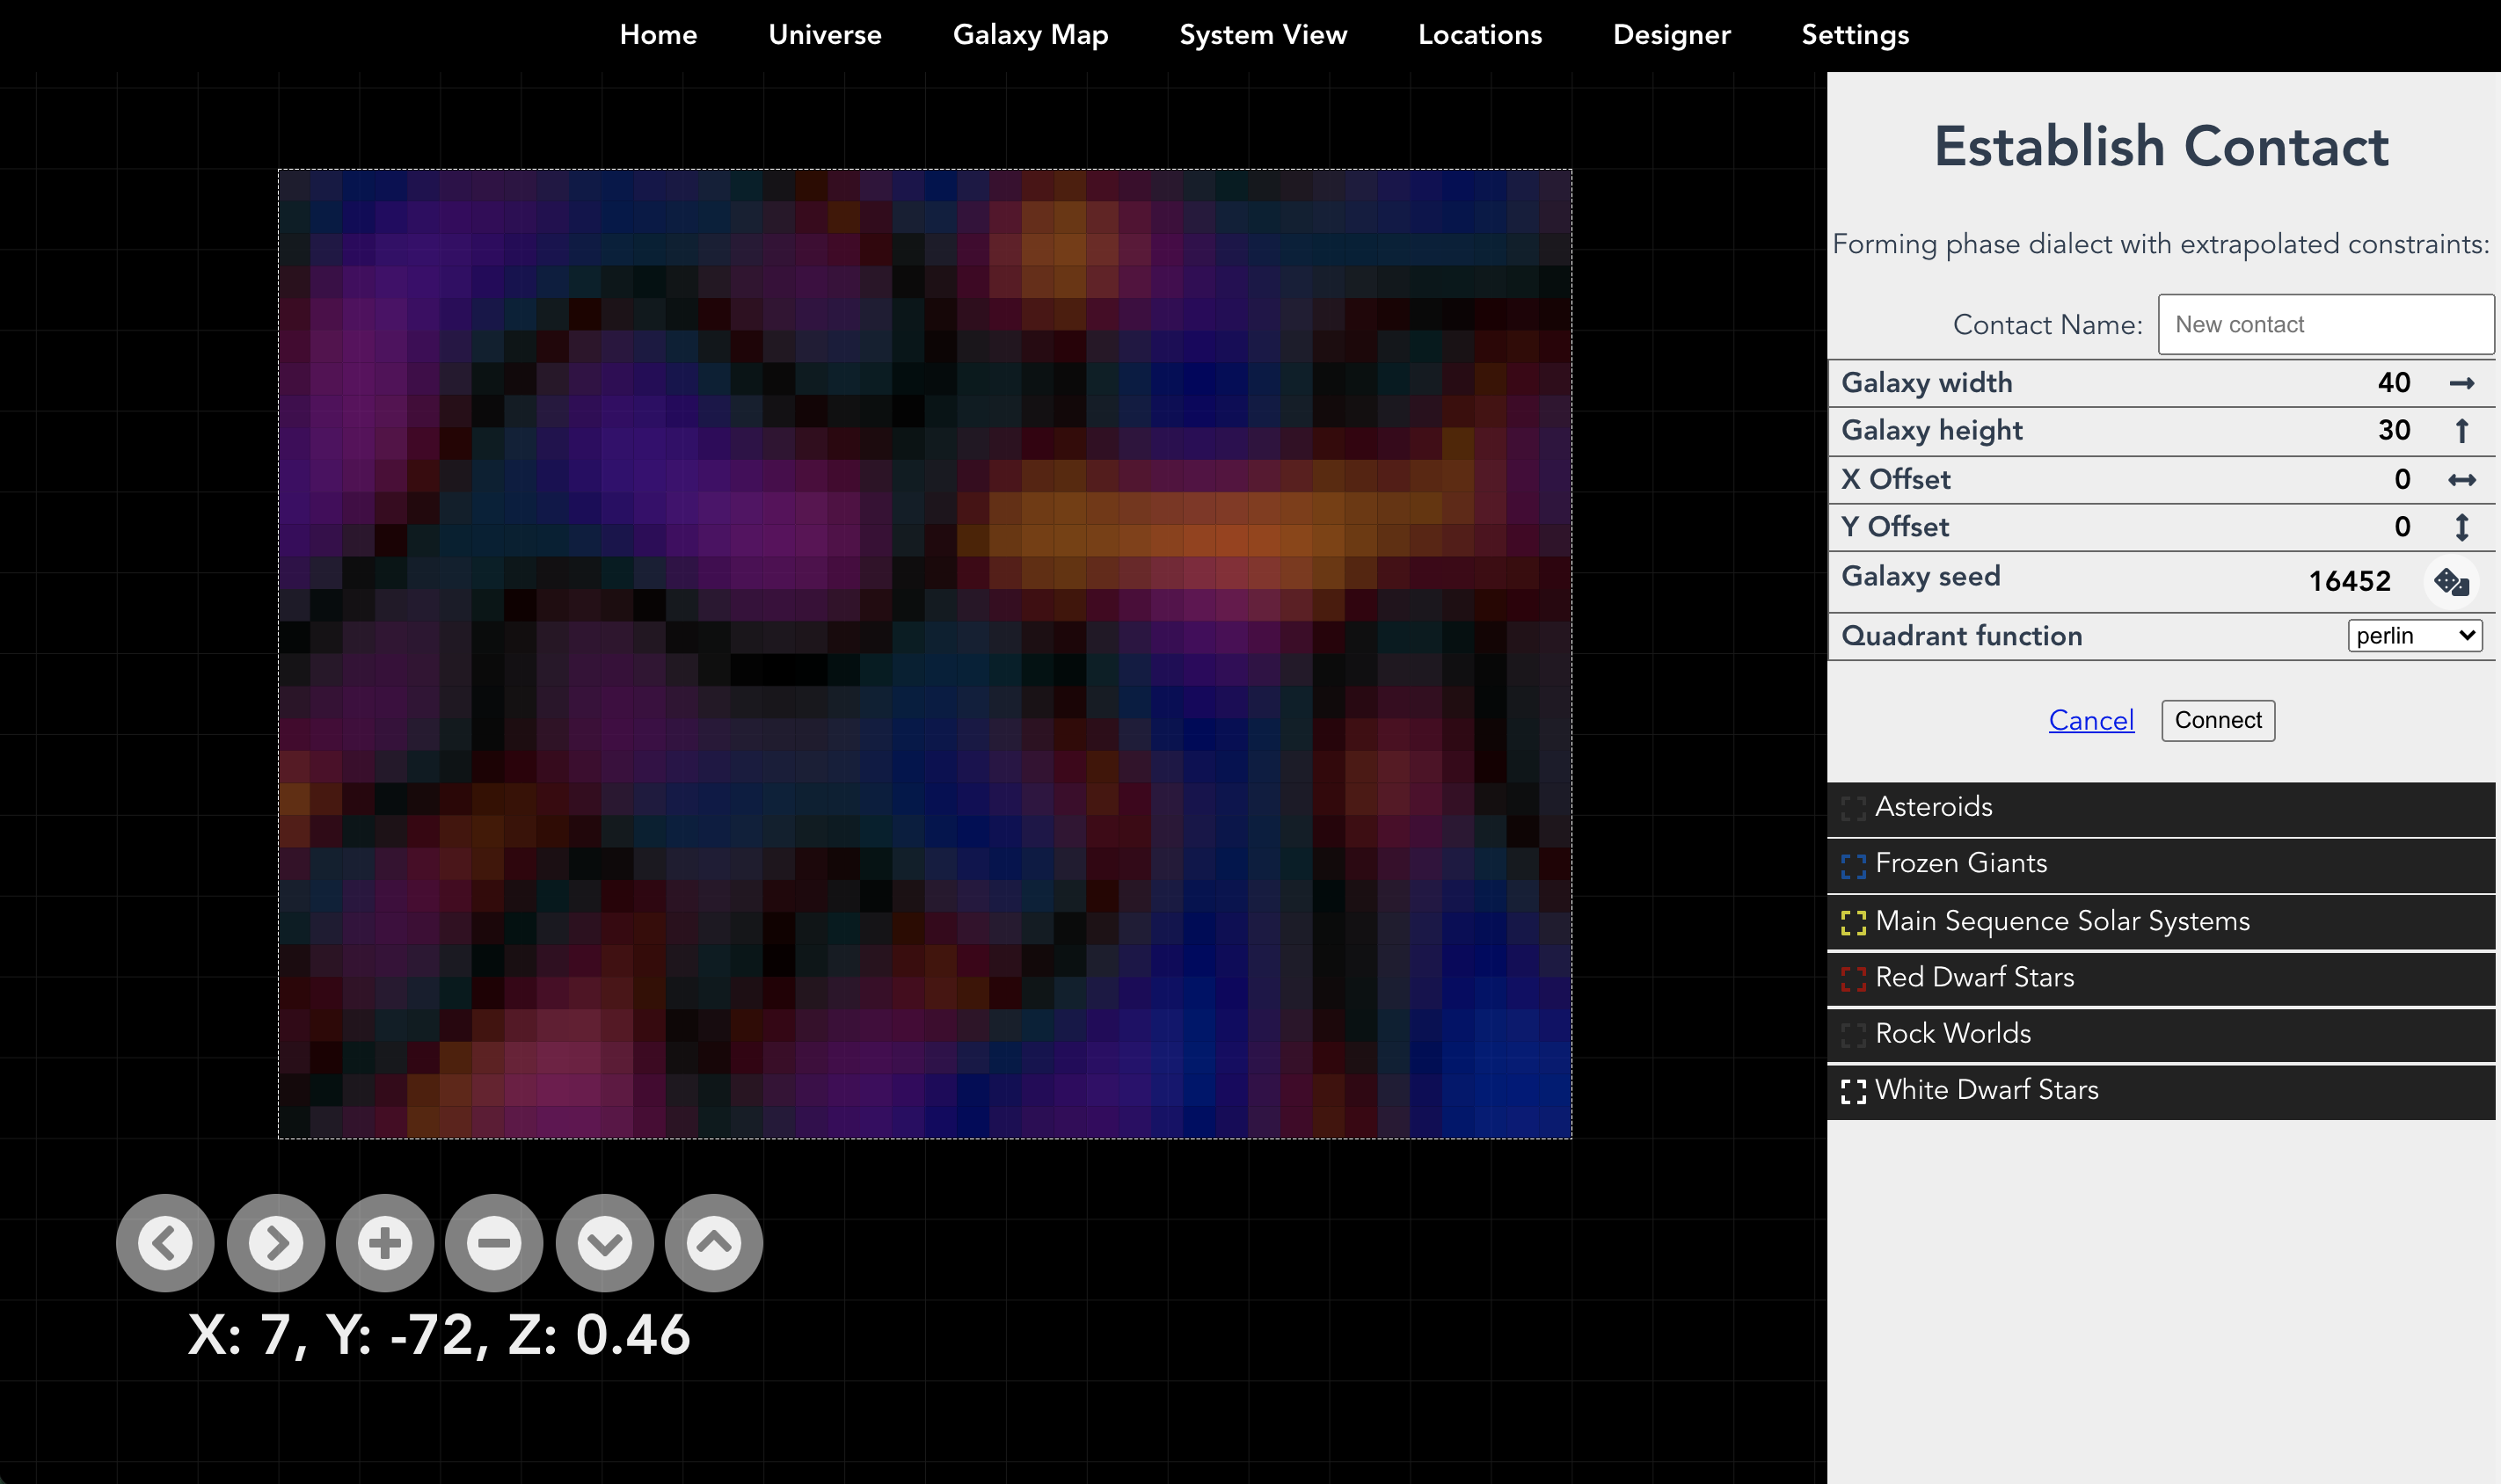 Home Universe Galaxy Map System View Locations Designer Settings
Establish Contact
Forming phase dialect with extrapolated constraints:
Contact Name: New contact
Galaxy width 40
Galaxy height 30
X Offset 0
Y Offset 0
Galaxy seed 16452
Quadrant function perlin
Cancel Connect
Asteroids
Frozen Giants
Main Sequence Solar Systems
Red Dwarf Stars
Rock Worlds
White Dwarf Stars
X: 7, Y: -72, Z: 0.46